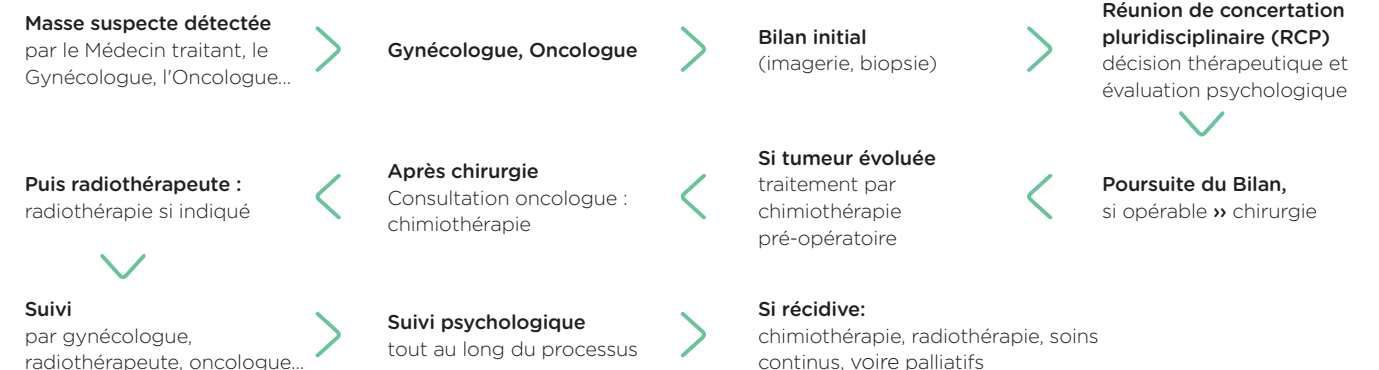 Masse suspecte détectée
par le Médecin traitant, le
Gynécologue, l'Oncologue...
Gynécologue, Oncologue
Bilan initial
(imagerie, biopsie)
Réunion de concertation
pluridisciplinaire (RCP)
décision thérapeutique et
évaluation psychologique
Poursuite du Bilan,
si opérable ›› chirurgie
Si tumeur évoluée
traitement par
chimiothérapie
pré-opératoire
Après chirurgie
Consultation oncologue :
chimiothérapie
Puis radiothérapeute :
radiothérapie si indiqué
Suivi
par gynécologue,
radiothérapeute, oncologue...
Suivi psychologique
tout au long du processus
Si récidive:
chimiothérapie, radiothérapie, soins
continus, voire palliatifs